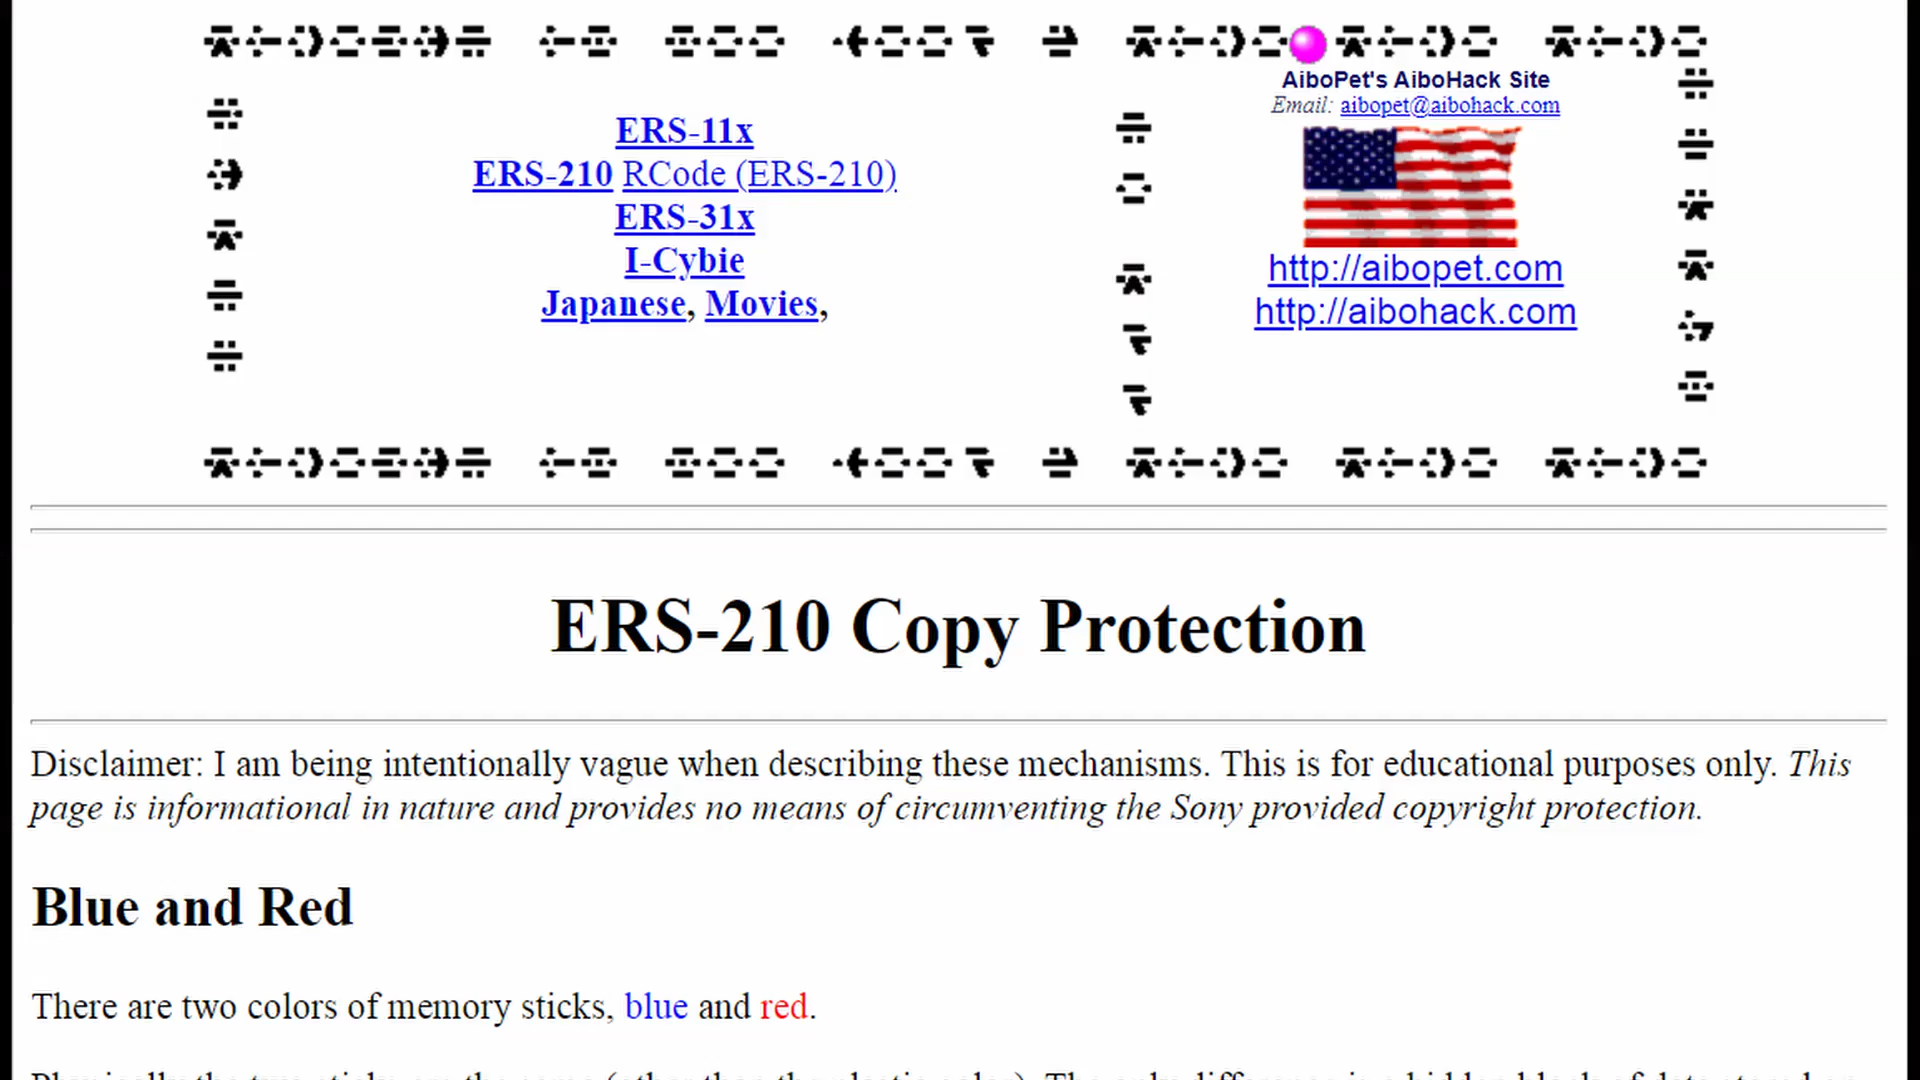 AiboPet's AiboHack Site
Email: aibopet@aibohack.com
ERS-11x
ERS-210 RCode (ERS-210)
ERS-31x
I-Cybie
Japanese, Movies,
http://aibopet.com
http://aibohack.com
ERS-210 Copy Protection
Disclaimer: I am being intentionally vague when describing these mechanisms. This is for educational purposes only. This
page is informational in nature and provides no means of circumventing the Sony provided copyright protection.
Blue and Red
There are two colors of memory sticks, blue and red.